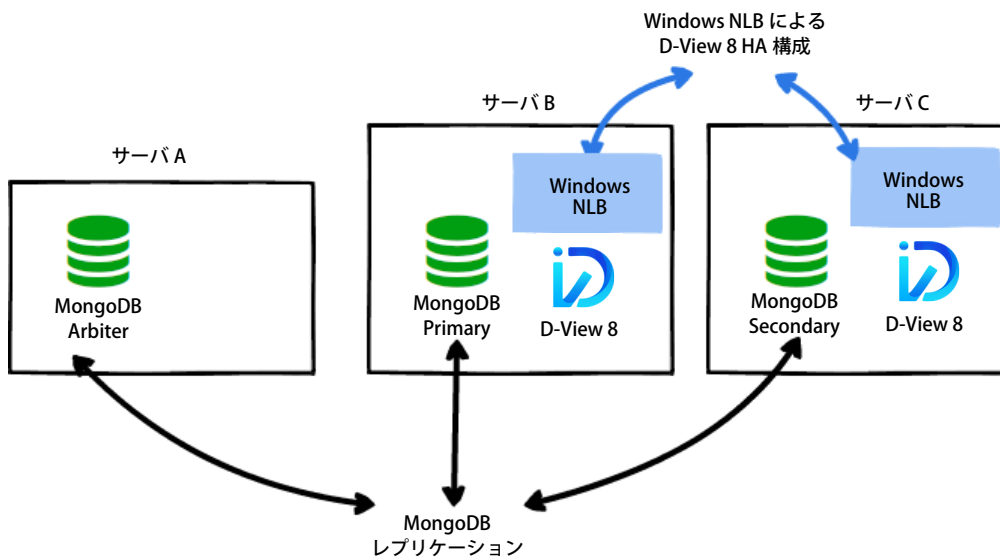 Windows NLB による
D-View 8 HA 構成
サーバ A
サーバ B
サーバ C
MongoDB
Arbiter
Windows
NLB
MongoDB
Primary
D-View 8
Windows
NLB
MongoDB
Secondary
D-View 8
MongoDB
レプリケーション